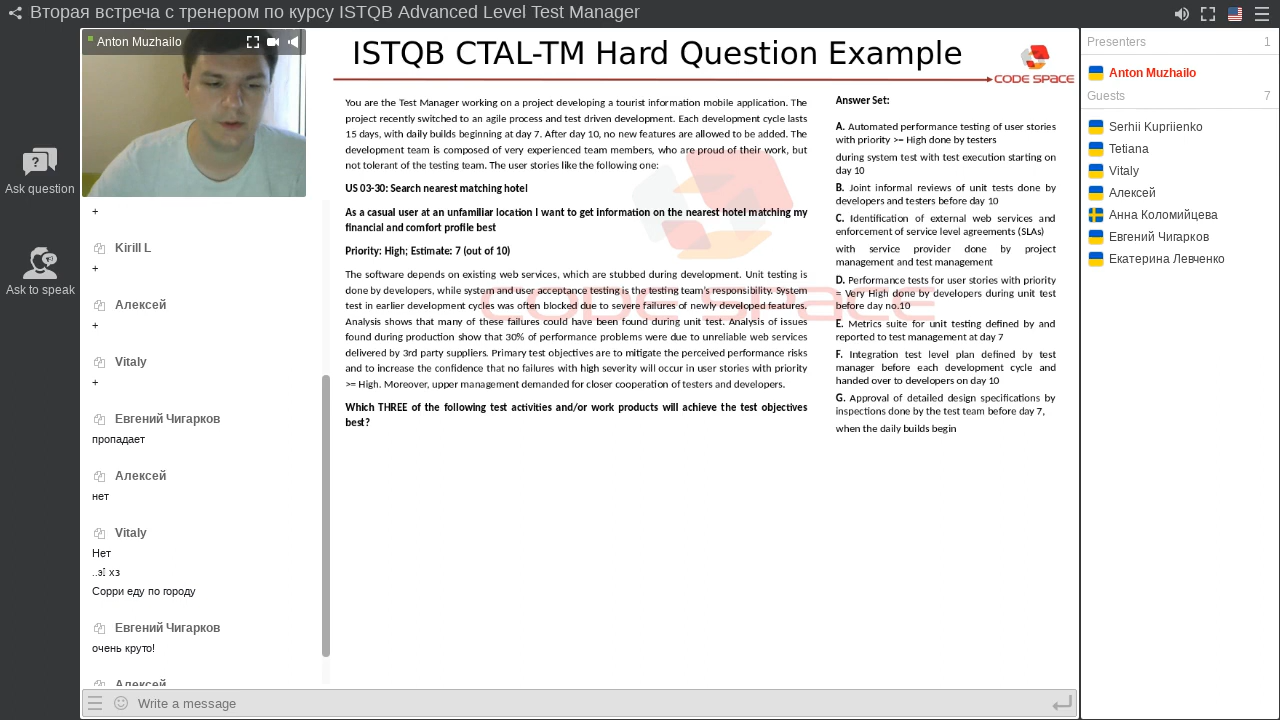 Вторая встреча с тренером по курсу ISTQB Advanced Level Test Manager
Ask question
Ask to speak
Anton Muzhailo
+
Kirill L
+
Алексей
+
Vitaly
+
Евгений Чигарков
пропадает
Алексей
нет
Vitaly
Нет
Сорри еду по городу
Евгений Чигарков
очень круто!
Алексей
Write a message
ISTQB CTAL-TM Hard Question Example
CODE SPACE
You are the Test Manager working on a project developing a tourist information mobile application. The
project recently switched to an agile process and test driven development. Each development cycle lasts
15 days, with daily builds beginning at day 7. After day 10, no new features are allowed to be added. The
development team is composed of very experienced team members, who are proud of their work, but
not tolerant of the testing team. The user stories like the following one:
US 03-30: Search nearest matching hotel
As a casual user at an unfamiliar location I want to get information on the nearest hotel matching my
financial and comfort profile best
Priority: High; Estimate: 7 (out of 10)
The software depends on existing web services, which are stubbed during development. Unit testing is
done by developers, while system and user acceptance testing is the testing team's responsibility. System
test in earlier development cycles was often blocked due to severe failures of newly developed features.
Analysis shows that many of these failures could have been found during unit test. Analysis of issues
found during production show that 30% of performance problems were due to unreliable web services
delivered by 3rd party suppliers. Primary test objectives are to mitigate the perceived performance risks
and to increase the confidence that no failures with high severity will occur in user stories with priority
>= High. Moreover, upper management demanded for closer cooperation of testers and developers.
Which THREE of the following test activities and/or work products will achieve the test objectives
best?
CODE SPACE
Answer Set:
A. Automated performance testing of user stories
with priority >= High done by testers
during system test with test execution starting on
day 10
B. Joint informal reviews of unit tests done by
developers and testers before day 10
C. Identification of external web services and
enforcement of service level agreements (SLAs)
with service provider done by project
management and test management
D. Performance tests for user stories with priority
= Very High done by developers during unit test
before day no.10
E. Metrics suite for unit testing defined by and
reported to test management at day 7
F. Integration test level plan defined by test
manager before each development cycle and
handed over to developers on day 10
G. Approval of detailed design specifications by
inspections done by the test team before day 7,
when the daily builds begin
Presenters 1
Anton Muzhailo
Guests 7
Serhii Kupriienko
Tetiana
Vitaly
Алексей
Анна Коломийцева
Евгений Чигарков
Екатерина Левченко